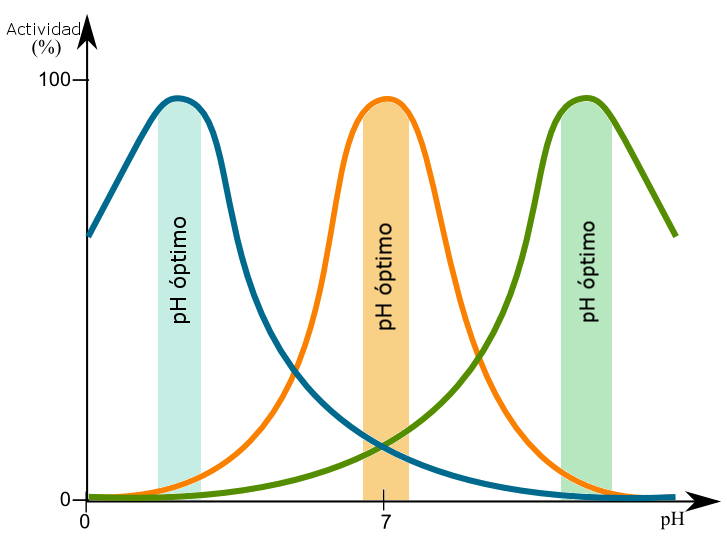 Actividad
(%)
100
pH óptimo
pH óptimo
pH óptimo
0
0
7
pH